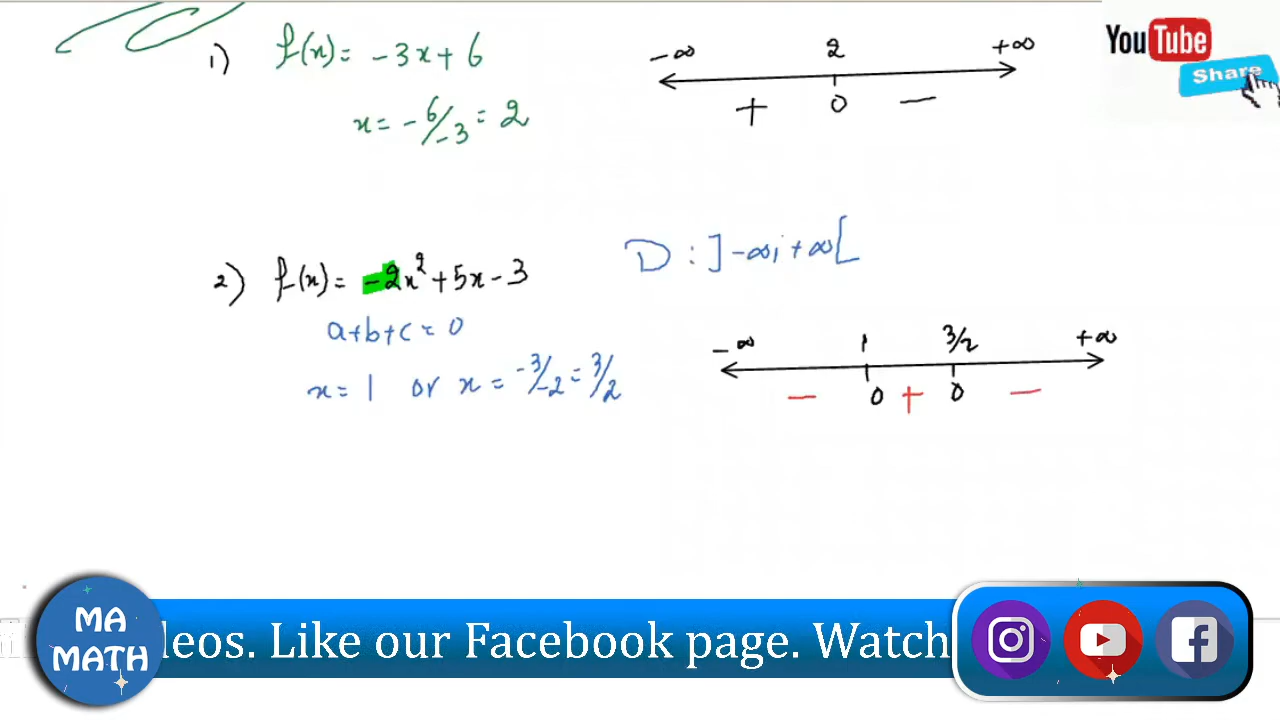 1) f(x) = -3x + 6
x = -6/-3 = 2
-∞ 2 +∞
+ 0 -
YouTube
Share
2) f(x) = -2x² + 5x - 3
D : ]-∞; +∞[
a+b+c = 0
x = 1 or x = -3/-2 = 3/2
-∞ 1 3/2 +∞
- 0 + 0 -
MA MATH
deos. Like our Facebook page. Watch